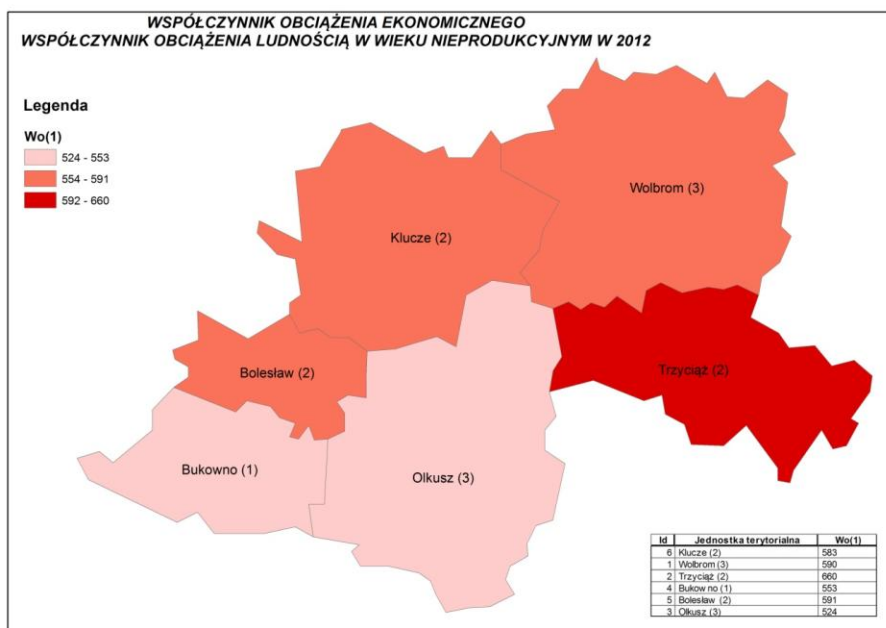 WSPÓŁCZYNNIK OBCIĄŻENIA EKONOMICZNEGO
WSPÓŁCZYNNIK OBCIĄŻENIA LUDNOŚCIĄ W WIEKU NIEPRODUKCYJNYM W 2012
Legenda
Wo(1)
524 - 553
554 - 591
592 - 660
Wolbrom (3)
Klucze (2)
Trzyciąż (2)
Bolesław (2)
Bukowno (1)
Olkusz (3)
Id Jednostka terytorialna Wo(1)
6 Klucze (2) 583
1 Wolbrom (3) 590
2 Trzyciąż (2) 660
4 Bukow no (1) 553
5 Bolesław (2) 591
3 Olkusz (3) 524